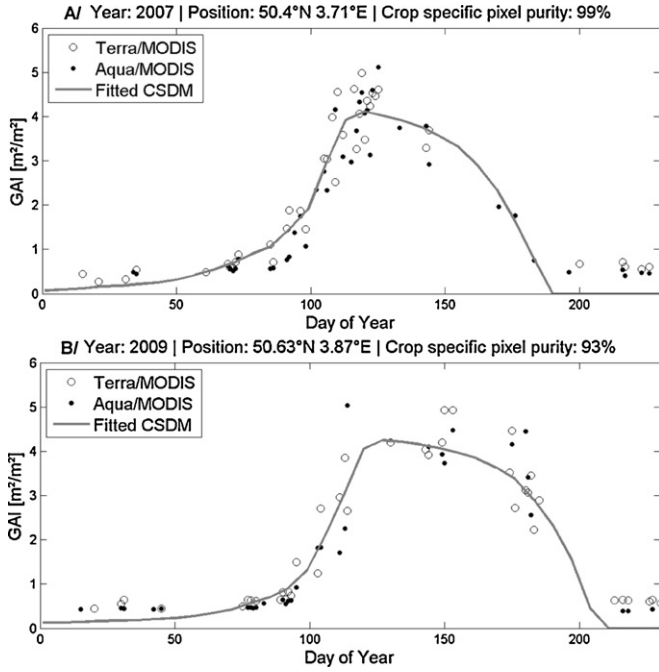 A/ Year: 2007 | Position: 50.4°N 3.71°E | Crop specific pixel purity: 99%
6
5
4
3
2
1
0
GAI [m²/m²]
Terra/MODIS
Aqua/MODIS
Fitted CSDM
0
50
100
150
200
Day of Year
B/ Year: 2009 | Position: 50.63°N 3.87°E | Crop specific pixel purity: 93%
6
5
4
3
2
1
0
GAI [m²/m²]
Terra/MODIS
Aqua/MODIS
Fitted CSDM
0
50
100
150
200
Day of Year